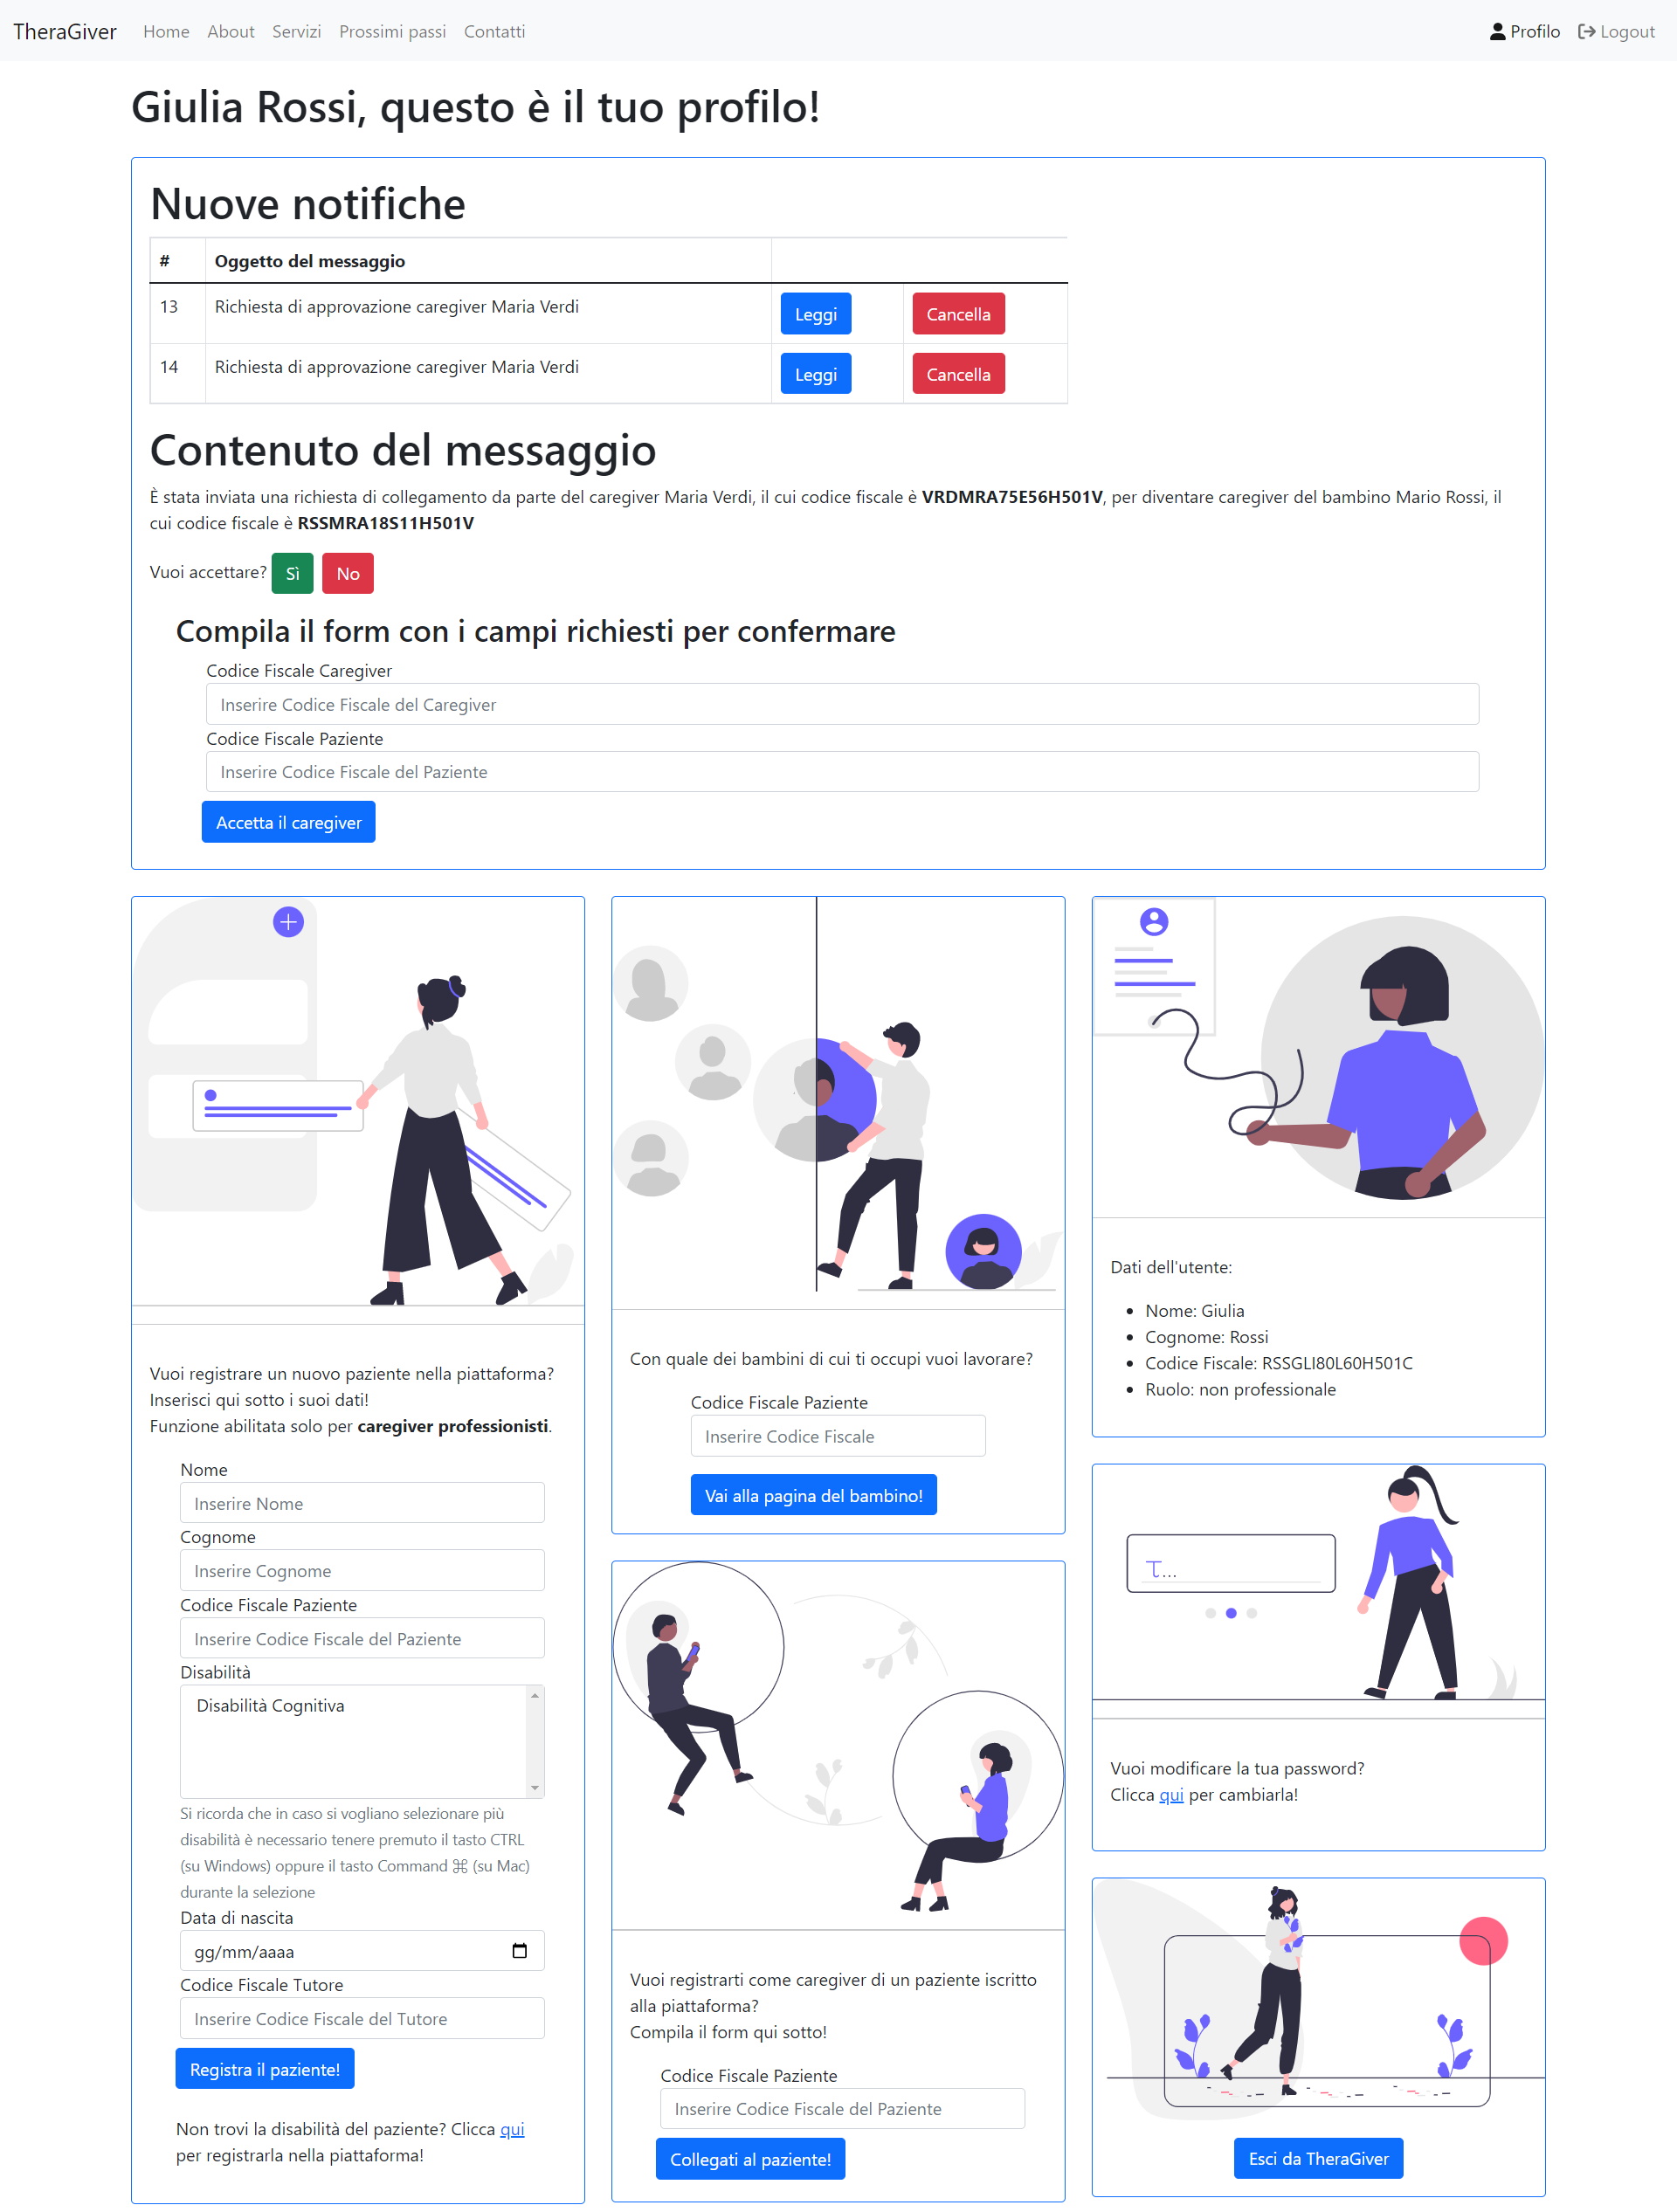 TheraGiver Home About Servizi Prossimi passi Contatti Profilo Logout
Giulia Rossi, questo è il tuo profilo!
Nuove notifiche
# Oggetto del messaggio
13 Richiesta di approvazione caregiver Maria Verdi Leggi Cancella
14 Richiesta di approvazione caregiver Maria Verdi Leggi Cancella
Contenuto del messaggio
È stata inviata una richiesta di collegamento da parte del caregiver Maria Verdi, il cui codice fiscale è VRDMRA75E56H501V, per diventare caregiver del bambino Mario Rossi, il
cui codice fiscale è RSSMRA18S11H501V
Vuoi accettare? Sì No
Compila il form con i campi richiesti per confermare
Codice Fiscale Caregiver
Inserire Codice Fiscale del Caregiver
Codice Fiscale Paziente
Inserire Codice Fiscale del Paziente
Accetta il caregiver
Vuoi registrare un nuovo paziente nella piattaforma?
Inserisci qui sotto i suoi dati!
Funzione abilitata solo per caregiver professionisti.
Nome
Inserire Nome
Cognome
Inserire Cognome
Codice Fiscale Paziente
Inserire Codice Fiscale del Paziente
Disabilità
Disabilità Cognitiva
Si ricorda che in caso si vogliano selezionare più
disabilità è necessario tenere premuto il tasto CTRL
(su Windows) oppure il tasto Command ⌘ (su Mac)
durante la selezione
Data di nascita
gg/mm/aaaa
Codice Fiscale Tutore
Inserire Codice Fiscale del Tutore
Registra il paziente!
Non trovi la disabilità del paziente? Clicca qui
per registrarla nella piattaforma!
Con quale dei bambini di cui ti occupi vuoi lavorare?
Codice Fiscale Paziente
Inserire Codice Fiscale
Vai alla pagina del bambino!
Vuoi registrarti come caregiver di un paziente iscritto
alla piattaforma?
Compila il form qui sotto!
Codice Fiscale Paziente
Inserire Codice Fiscale del Paziente
Collegati al paziente!
Dati dell'utente:
• Nome: Giulia
• Cognome: Rossi
• Codice Fiscale: RSSGLI80L60H501C
• Ruolo: non professionale
T...
Vuoi modificare la tua password?
Clicca qui per cambiarla!
Esci da TheraGiver